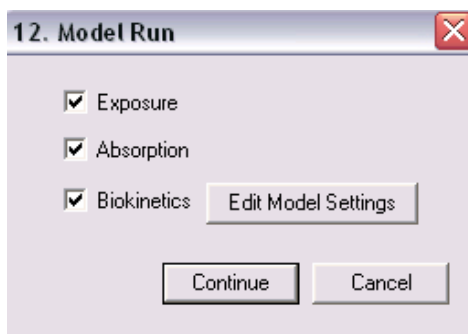 12. Model Run
Exposure
Absorption
Biokinetics Edit Model Settings
Continue Cancel